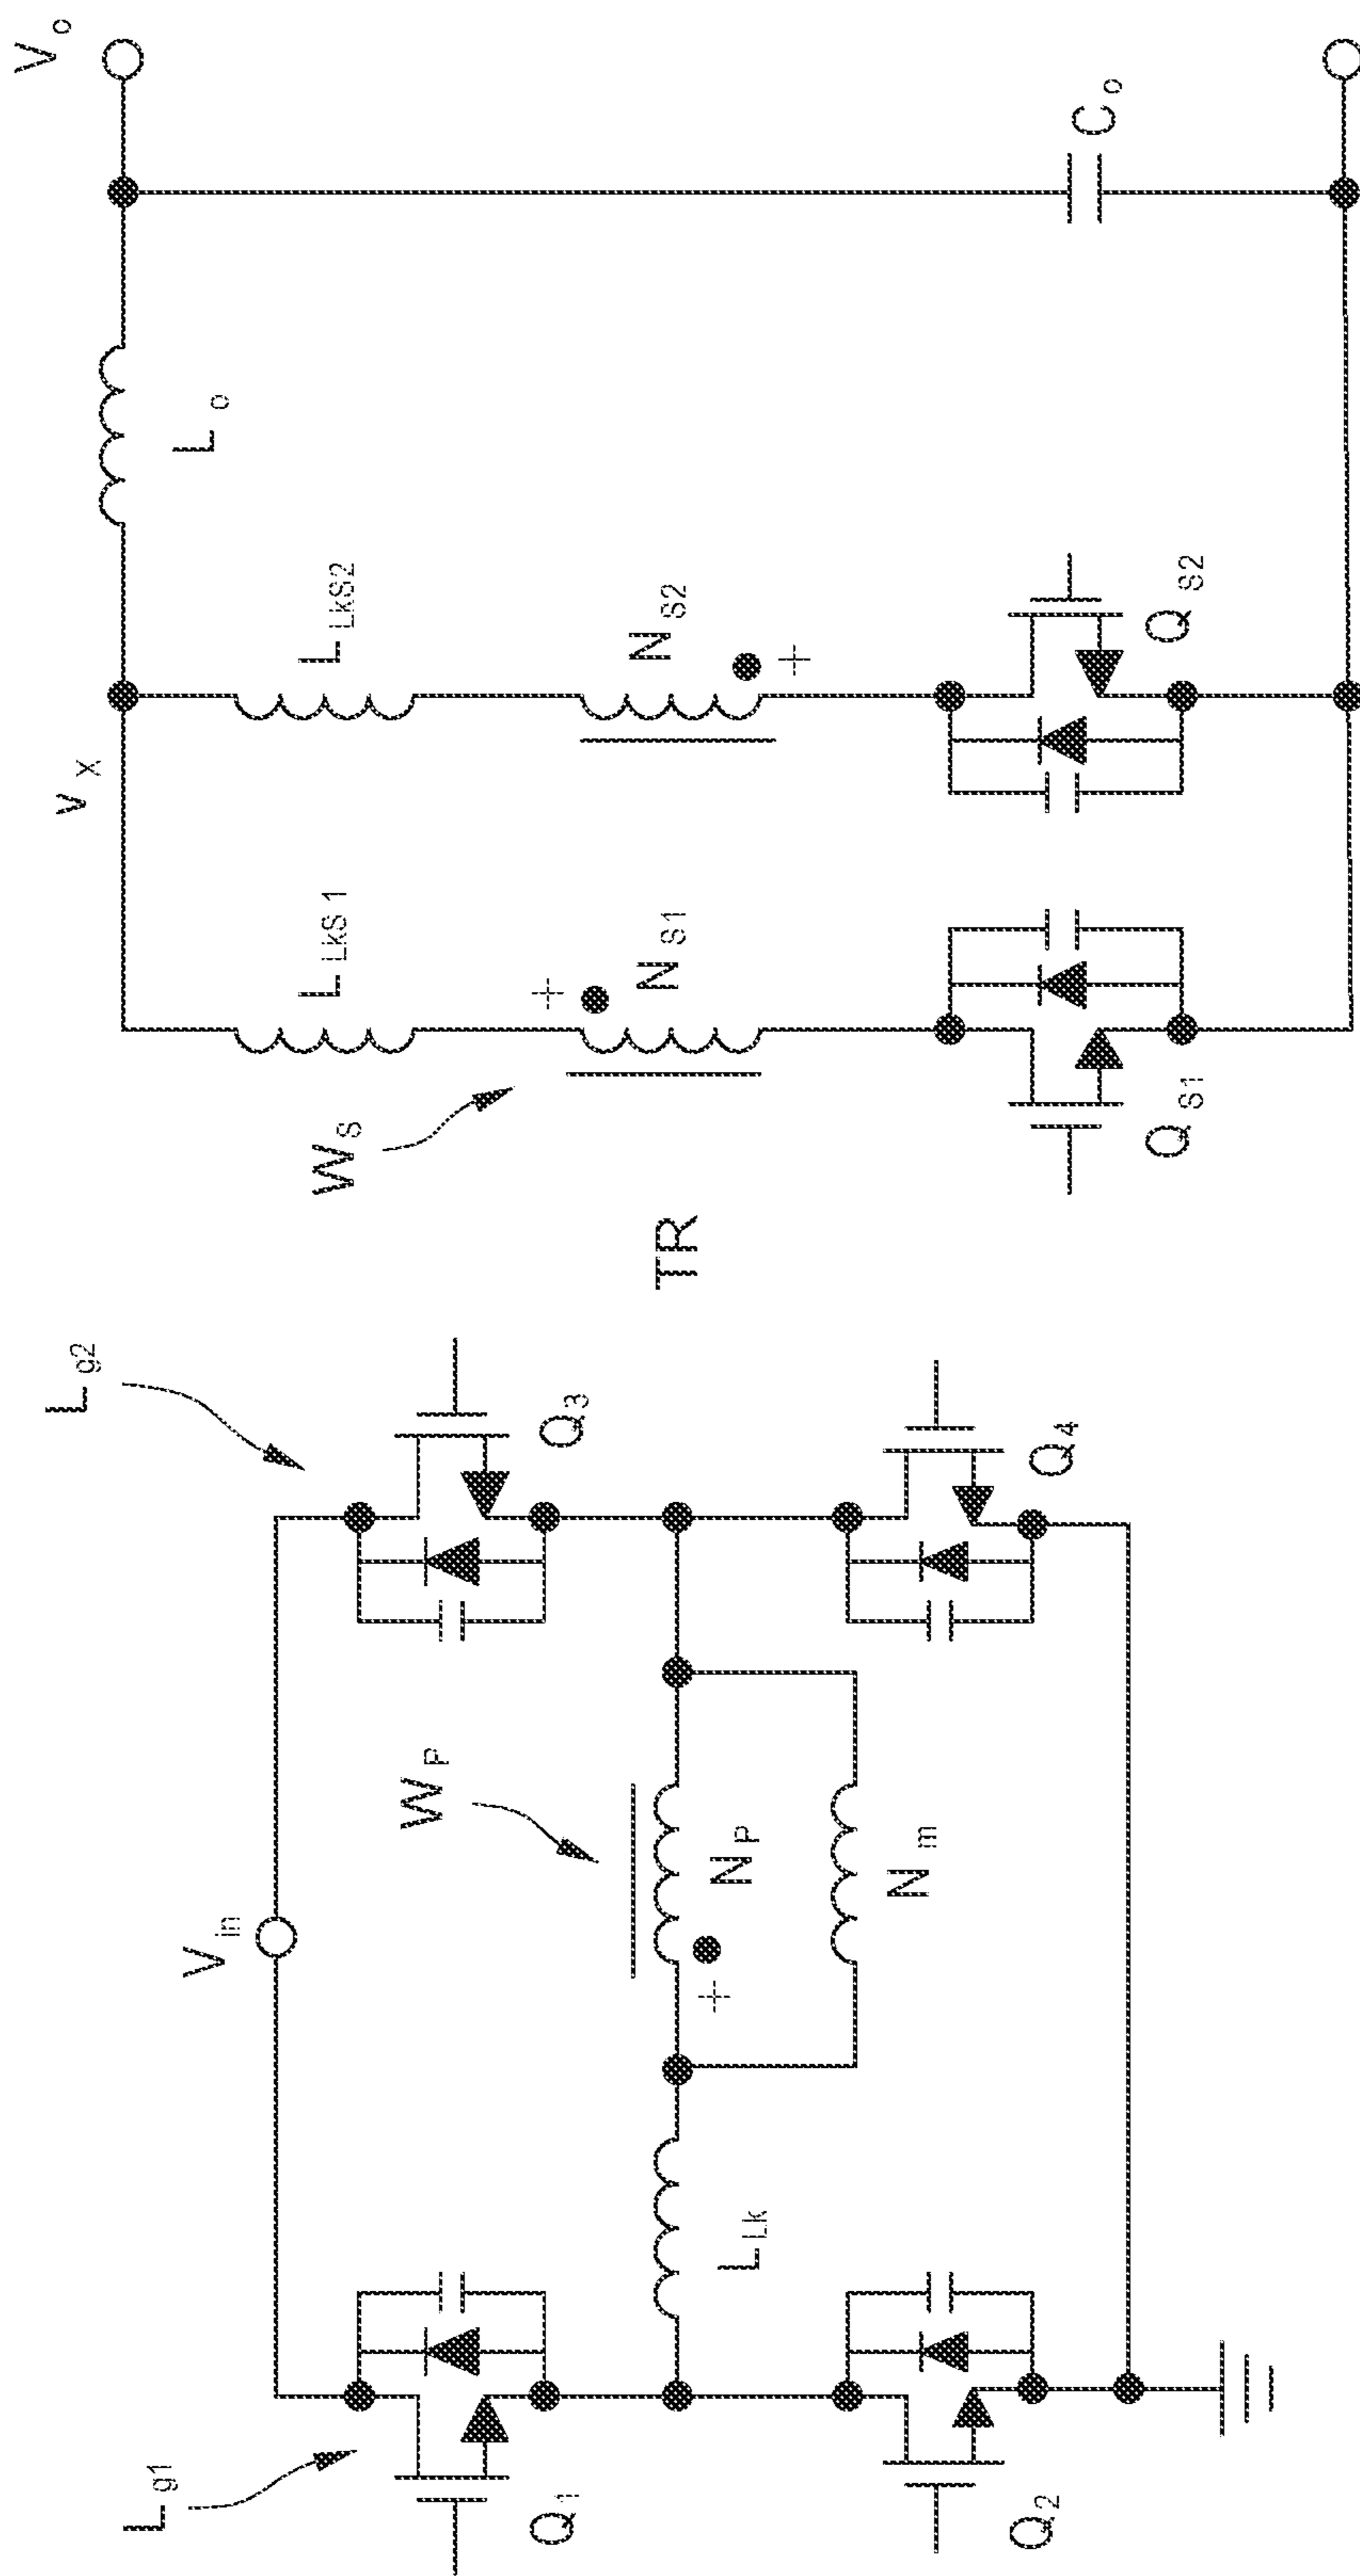 Vin
Lg1
Lg2
Q1
Q3
WP
LLk
NP
Nm
Q2
Q4
TR
WS
vX
Vo
Lo
LLkS1
LLkS2
NS1
NS2
QS1
QS2
Co
+
+
+